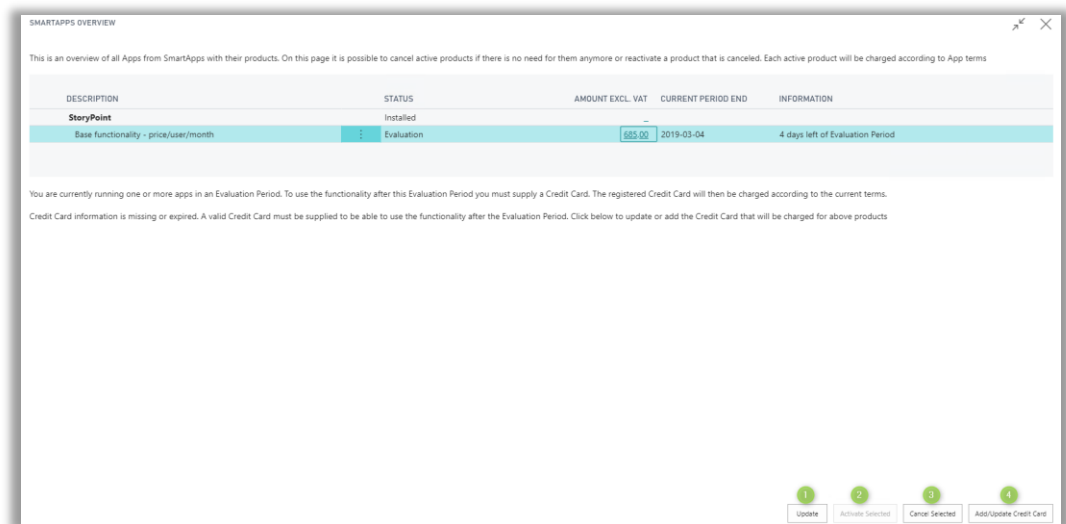 SMARTAPPS OVERVIEW
This is an overview of all Apps from SmartApps with their products. On this page it is possible to cancel active products if there is no need for them anymore or reactivate a product that is canceled. Each active product will be charged according to App terms
DESCRIPTION STATUS AMOUNT EXCL. VAT CURRENT PERIOD END INFORMATION
StoryPoint Installed _
Base functionality - price/user/month Evaluation 685,00 2019-03-04 4 days left of Evaluation Period
You are currently running one or more apps in an Evaluation Period. To use the functionality after this Evaluation Period you must supply a Credit Card. The registered Credit Card will then be charged according to the current terms.
Credit Card information is missing or expired. A valid Credit Card must be supplied to be able to use the functionality after the Evaluation Period. Click below to update or add the Credit Card that will be charged for above products
1 2 3 4
Update Activate Selected Cancel Selected Add/Update Credit Card